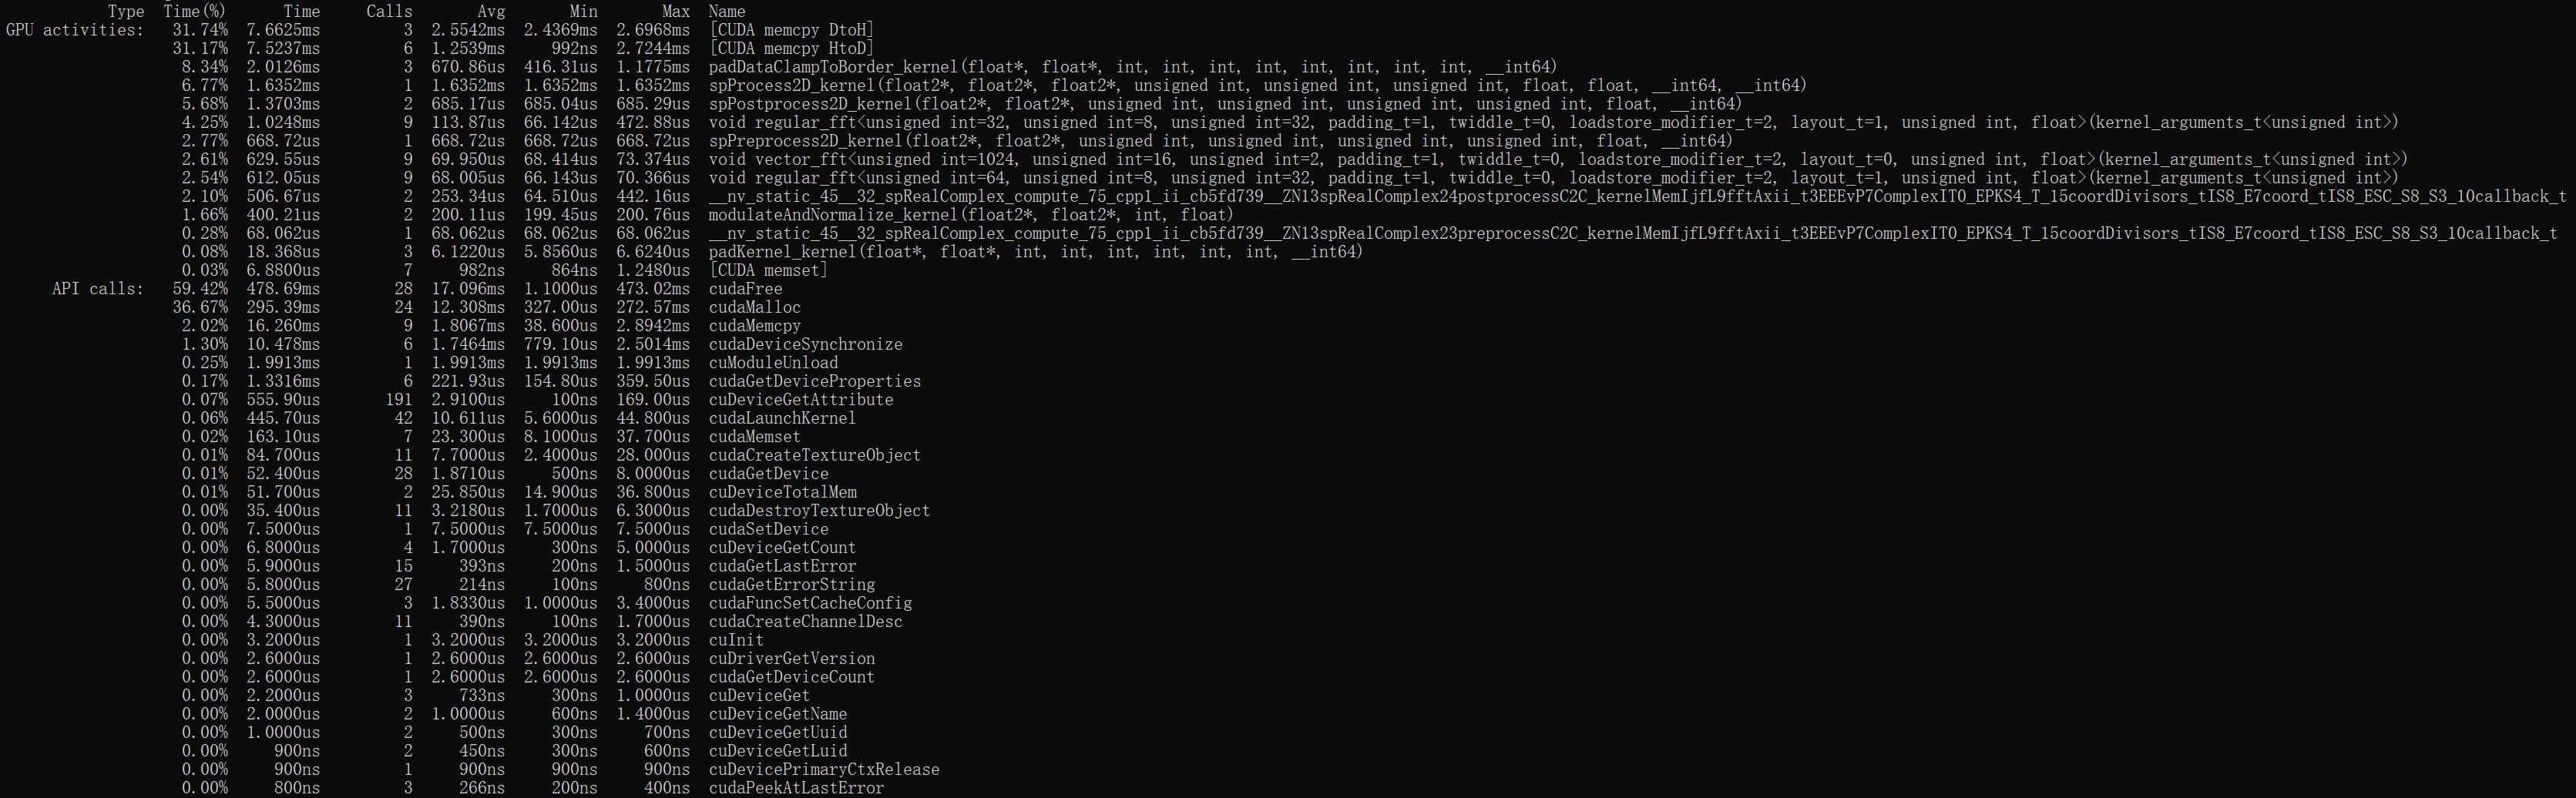 Type Time(%) Time Calls Avg Min Max Name
GPU activities: 31.74% 7.6625ms 3 2.5542ms 2.4369ms 2.6968ms [CUDA memcpy DtoH]
31.17% 7.5237ms 6 1.2539ms 992ns 2.7244ms [CUDA memcpy HtoD]
8.34% 2.0126ms 3 670.86us 416.31us 1.1775ms padDataClampToBorder_kernel(float*, float*, int, int, int, int, int, int, int, int, __int64)
6.77% 1.6352ms 1 1.6352ms 1.6352ms 1.6352ms spProcess2D_kernel(float2*, float2*, float2*, unsigned int, unsigned int, unsigned int, float, float, __int64, __int64)
5.68% 1.3703ms 2 685.17us 685.04us 685.29us spPostprocess2D_kernel(float2*, float2*, unsigned int, unsigned int, unsigned int, unsigned int, float, __int64)
4.25% 1.0248ms 9 113.87us 66.142us 472.88us void regular_fft<unsigned int=32, unsigned int=8, unsigned int=32, padding_t=1, twiddle_t=0, loadstore_modifier_t=2, layout_t=1, unsigned int, float>(kernel_arguments_t<unsigned int>)
2.77% 668.72us 1 668.72us 668.72us 668.72us spPreprocess2D_kernel(float2*, float2*, unsigned int, unsigned int, unsigned int, unsigned int, float, __int64)
2.61% 629.55us 9 69.950us 68.414us 73.374us void vector_fft<unsigned int=1024, unsigned int=16, unsigned int=2, padding_t=1, twiddle_t=0, loadstore_modifier_t=2, layout_t=0, unsigned int, float>(kernel_arguments_t<unsigned int>)
2.54% 612.05us 9 68.005us 66.143us 70.366us void regular_fft<unsigned int=64, unsigned int=8, unsigned int=32, padding_t=1, twiddle_t=0, loadstore_modifier_t=2, layout_t=1, unsigned int, float>(kernel_arguments_t<unsigned int>)
2.10% 506.67us 2 253.34us 64.510us 442.16us __nv_static_45__32_spRealComplex_compute_75_cpp1_ii_cb5fd739__ZN13spRealComplex24postprocessC2C_kernelMemIjfL9fftAxii_t3EEEvP7ComplexIT0_EPKS4_T_15coordDivisors_tIS8_E7coord_tIS8_ESC_S8_S3_10callback_t
1.66% 400.21us 2 200.11us 199.45us 200.76us modulateAndNormalize_kernel(float2*, float2*, int, float)
0.28% 68.062us 1 68.062us 68.062us 68.062us __nv_static_45__32_spRealComplex_compute_75_cpp1_ii_cb5fd739__ZN13spRealComplex23preprocessC2C_kernelMemIjfL9fftAxii_t3EEEvP7ComplexIT0_EPKS4_T_15coordDivisors_tIS8_E7coord_tIS8_ESC_S8_S3_10callback_t
0.08% 18.368us 3 6.1220us 5.8560us 6.6240us padKernel_kernel(float*, float*, int, int, int, int, int, int, __int64)
0.03% 6.8800us 7 982ns 864ns 1.2480us [CUDA memset]
API calls: 59.42% 478.69ms 28 17.096ms 1.1000us 473.02ms cudaFree
36.67% 295.39ms 24 12.308ms 327.00us 272.57ms cudaMalloc
2.02% 16.260ms 9 1.8067ms 38.600us 2.8942ms cudaMemcpy
1.30% 10.478ms 6 1.7464ms 779.10us 2.5014ms cudaDeviceSynchronize
0.25% 1.9913ms 1 1.9913ms 1.9913ms 1.9913ms cuModuleUnload
0.17% 1.3316ms 6 221.93us 154.80us 359.50us cudaGetDeviceProperties
0.07% 555.90us 191 2.9100us 100ns 169.00us cuDeviceGetAttribute
0.06% 445.70us 42 10.611us 5.6000us 44.800us cudaLaunchKernel
0.02% 163.10us 7 23.300us 8.1000us 37.700us cudaMemset
0.01% 84.700us 11 7.7000us 2.4000us 28.000us cudaCreateTextureObject
0.01% 52.400us 28 1.8710us 500ns 8.0000us cudaGetDevice
0.01% 51.700us 2 25.850us 14.900us 36.800us cuDeviceTotalMem
0.00% 35.400us 11 3.2180us 1.7000us 6.3000us cudaDestroyTextureObject
0.00% 7.5000us 1 7.5000us 7.5000us 7.5000us cudaSetDevice
0.00% 6.8000us 4 1.7000us 300ns 5.0000us cuDeviceGetCount
0.00% 5.9000us 15 393ns 200ns 1.5000us cudaGetLastError
0.00% 5.8000us 27 214ns 100ns 800ns cudaGetErrorString
0.00% 5.5000us 3 1.8330us 1.0000us 3.4000us cudaFuncSetCacheConfig
0.00% 4.3000us 11 390ns 100ns 1.7000us cudaCreateChannelDesc
0.00% 3.2000us 1 3.2000us 3.2000us 3.2000us cuInit
0.00% 2.6000us 1 2.6000us 2.6000us 2.6000us cuDriverGetVersion
0.00% 2.6000us 1 2.6000us 2.6000us 2.6000us cudaGetDeviceCount
0.00% 2.2000us 3 733ns 300ns 1.0000us cuDeviceGet
0.00% 2.0000us 2 1.0000us 600ns 1.4000us cuDeviceGetName
0.00% 1.0000us 2 500ns 300ns 700ns cuDeviceGetUuid
0.00% 900ns 2 450ns 300ns 600ns cuDeviceGetLuid
0.00% 900ns 1 900ns 900ns 900ns cuDevicePrimaryCtxRelease
0.00% 800ns 3 266ns 200ns 400ns cudaPeekAtLastError